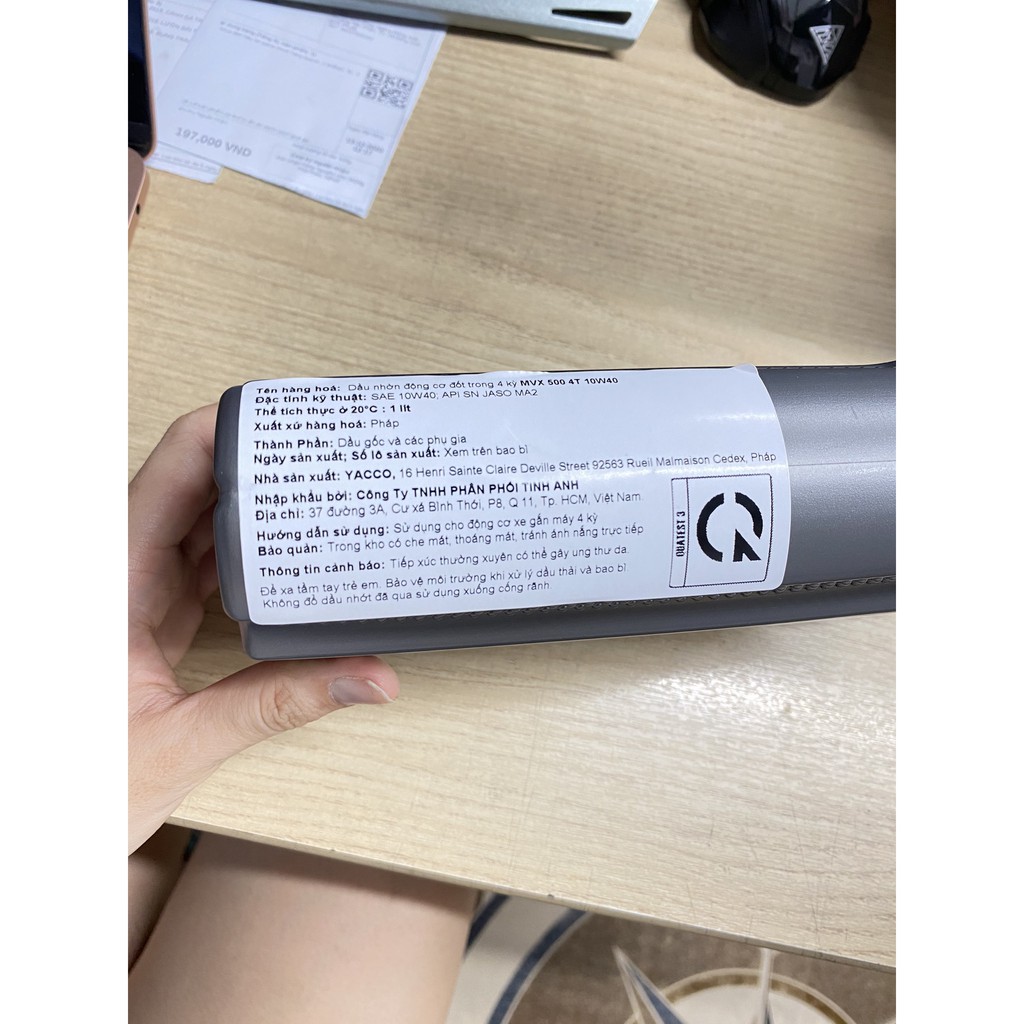 197,000 VND
Tên hàng hoá: Dầu nhờn động cơ đốt trong 4 kỳ MVX 500 4T 10W40
Đặc tính kỹ thuật: SAE 10W40; API SN JASO MA2
Thể tích thực ở 20°C : 1 lít
Xuất xứ hàng hoá: Pháp
Thành Phần: Dầu gốc và các phụ gia
Ngày sản xuất; Số lô sản xuất: Xem trên bao bì
Nhà sản xuất: YACCO, 16 Henri Sainte Claire Deville Street 92563 Rueil Malmaison Cedex, Pháp
Nhập khẩu bởi: Công Ty TNHH PHÂN PHỐI TINH ANH
Địa chỉ: 37 đường 3A, Cư xá Bình Thới, P8, Q 11, Tp. HCM, Việt Nam
Hướng dẫn sử dụng: Sử dụng cho động cơ xe gắn máy 4 kỳ
Bảo quản: Trong kho có che mát, thoáng mát, tránh ánh nắng trực tiếp
Thông tin cảnh báo: Tiếp xúc thường xuyên có thể gây ung thư da.
Để xa tầm tay trẻ em. Bảo vệ môi trường khi xử lý dầu thải và bao bì
Không đổ dầu nhớt đã qua sử dụng xuống cống rãnh.
QUATEST 3